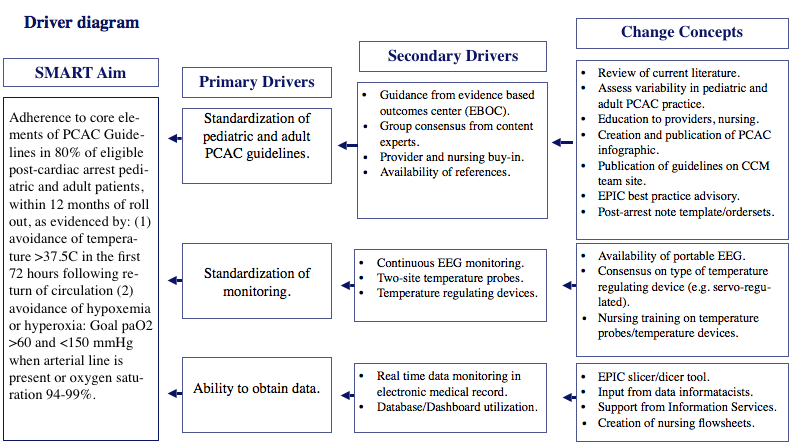 Driver diagram
SMART Aim
Adherence to core ele-
ments of PCAC Guide-
lines in 80% of eligible
post-cardiac arrest pedi-
atric and adult patients,
within 12 months of roll
out, as evidenced by: (1)
avoidance of tempera-
ture >37.5C in the first
72 hours following re-
turn of circulation (2)
avoidance of hypoxemia
or hyperoxia: Goal paO2
>60 and <150 mmHg
when arterial line is
present or oxygen satu-
ration 94-99%.
Primary Drivers
Standardization of
pediatric and adult
PCAC guidelines.
Standardization of
monitoring.
Ability to obtain data.
Secondary Drivers
• Guidance from evidence based
outcomes center (EBOC).
• Group consensus from content
experts.
• Provider and nursing buy-in.
• Availability of references.
• Continuous EEG monitoring.
• Two-site temperature probes.
• Temperature regulating devices.
• Real time data monitoring in
electronic medical record.
• Database/Dashboard utilization.
Change Concepts
• Review of current literature.
• Assess variability in pediatric and
adult PCAC practice.
• Education to providers, nursing.
• Creation and publication of PCAC
infographic.
• Publication of guidelines on CCM
team site.
• EPIC best practice advisory.
• Post-arrest note template/ordersets.
• Availability of portable EEG.
• Consensus on type of temperature
regulating device (e.g. servo-regu-
lated).
• Nursing training on temperature
probes/temperature devices.
• EPIC slicer/dicer tool.
• Input from data informatacists.
• Support from Information Services.
• Creation of nursing flowsheets.